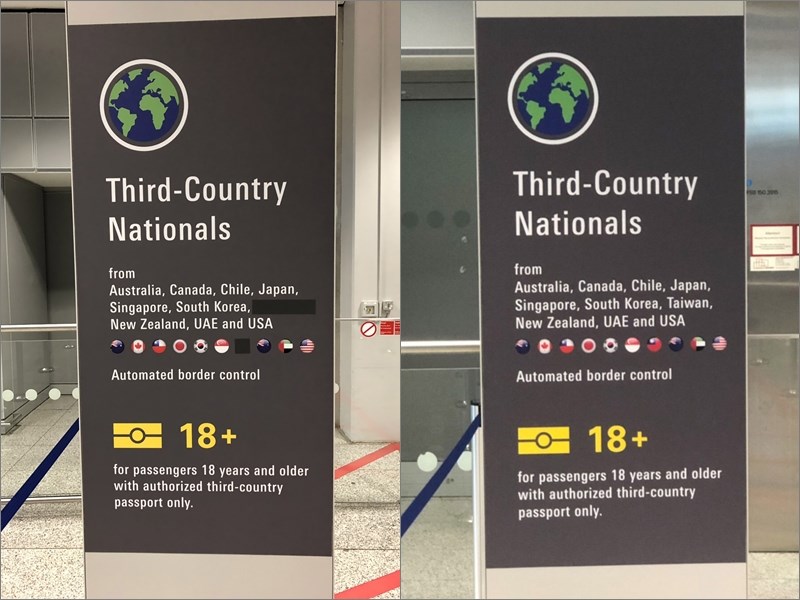 Third-Country
Nationals
from
Australia, Canada, Chile, Japan,
Singapore, South Korea,
New Zealand, UAE and USA
Automated border control
18+
for passengers 18 years and older
with authorized third-country
passport only.
Third-Country
Nationals
from
Australia, Canada, Chile, Japan,
Singapore, South Korea, Taiwan,
New Zealand, UAE and USA
Automated border control
18+
for passengers 18 years and older
with authorized third-country
passport only.